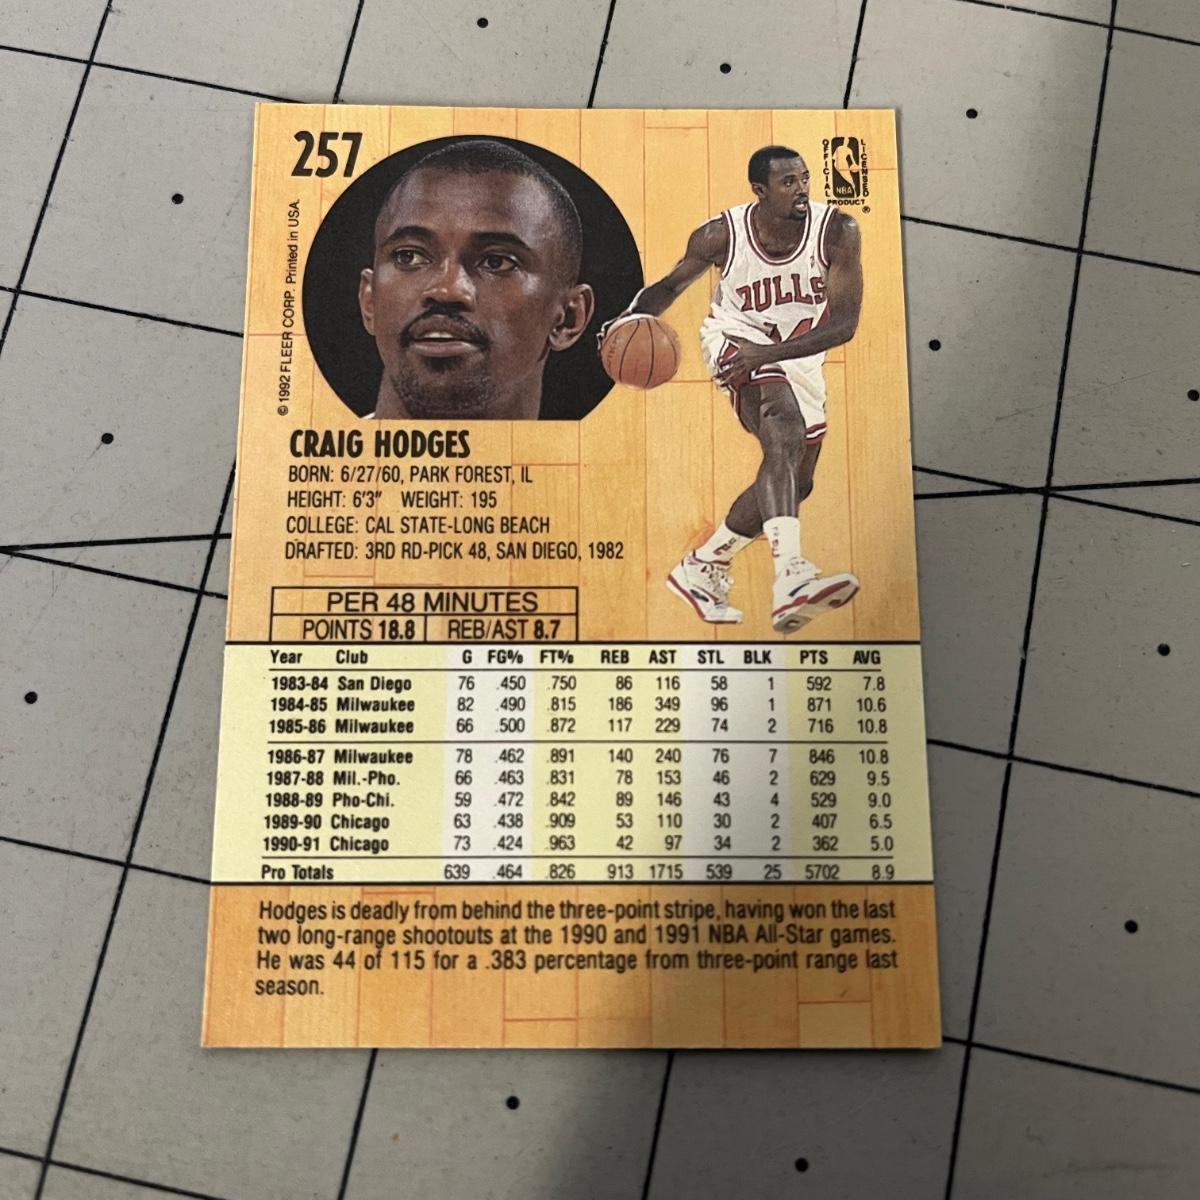 257
OFFICIAL LICENSED
NBA
PRODUCT ®
© 1992 FLEER CORP. Printed in USA.
BULLS
CRAIG HODGES
BORN: 6/27/60, PARK FOREST, IL
HEIGHT: 6'3" WEIGHT: 195
COLLEGE: CAL STATE-LONG BEACH
DRAFTED: 3RD RD-PICK 48, SAN DIEGO, 1982
PER 48 MINUTES
POINTS 18.8 REB/AST 8.7
Year Club G FG% FT% REB AST STL BLK PTS AVG
1983-84 San Diego 76 .450 .750 86 116 58 1 592 7.8
1984-85 Milwaukee 82 .490 .815 186 349 96 1 871 10.6
1985-86 Milwaukee 66 .500 .872 117 229 74 2 716 10.8
1986-87 Milwaukee 78 .462 .891 140 240 76 7 846 10.8
1987-88 Mil.-Pho. 66 .463 .831 78 153 46 2 629 9.5
1988-89 Pho-Chi. 59 .472 .842 89 146 43 4 529 9.0
1989-90 Chicago 63 .438 .909 53 110 30 2 407 6.5
1990-91 Chicago 73 .424 .963 42 97 34 2 362 5.0
Pro Totals 639 .464 .826 913 1715 539 25 5702 8.9
Hodges is deadly from behind the three-point stripe, having won the last
two long-range shootouts at the 1990 and 1991 NBA All-Star games.
He was 44 of 115 for a .383 percentage from three-point range last
season.